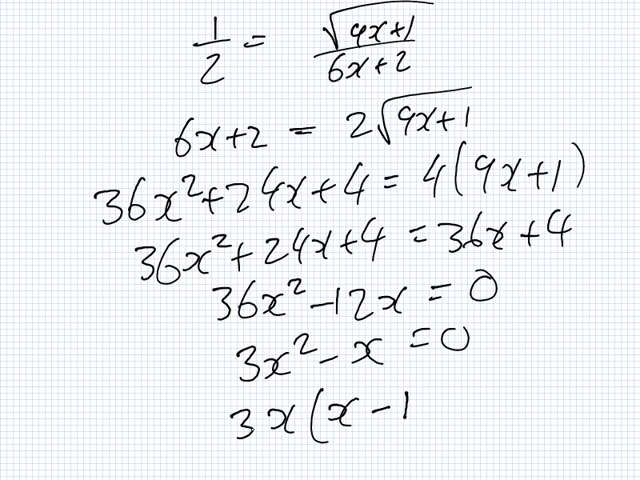 1/2 = √(9x+1)/(6x+2)
6x+2 = 2√(9x+1)
36x²+24x+4 = 4(9x+1)
36x²+24x+4 = 36x+4
36x²-12x = 0
3x²-x = 0
3x(x-1